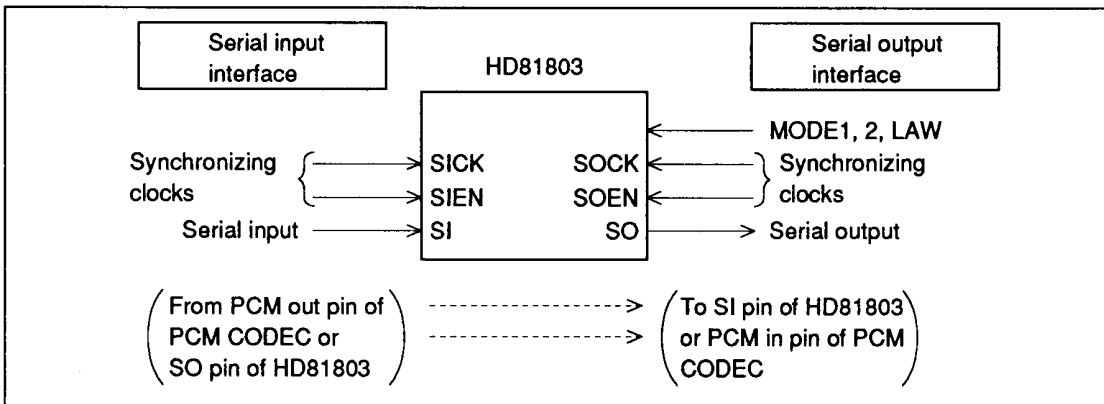 Serial input
interface
HD81803
Serial output
interface
MODE1, 2, LAW
Synchronizing
clocks
SICK
SIEN
SOCK
SOEN
Synchronizing
clocks
Serial input
SI
SO
Serial output
From PCM out pin of
PCM CODEC or
SO pin of HD81803
To SI pin of HD81803
or PCM in pin of PCM
CODEC